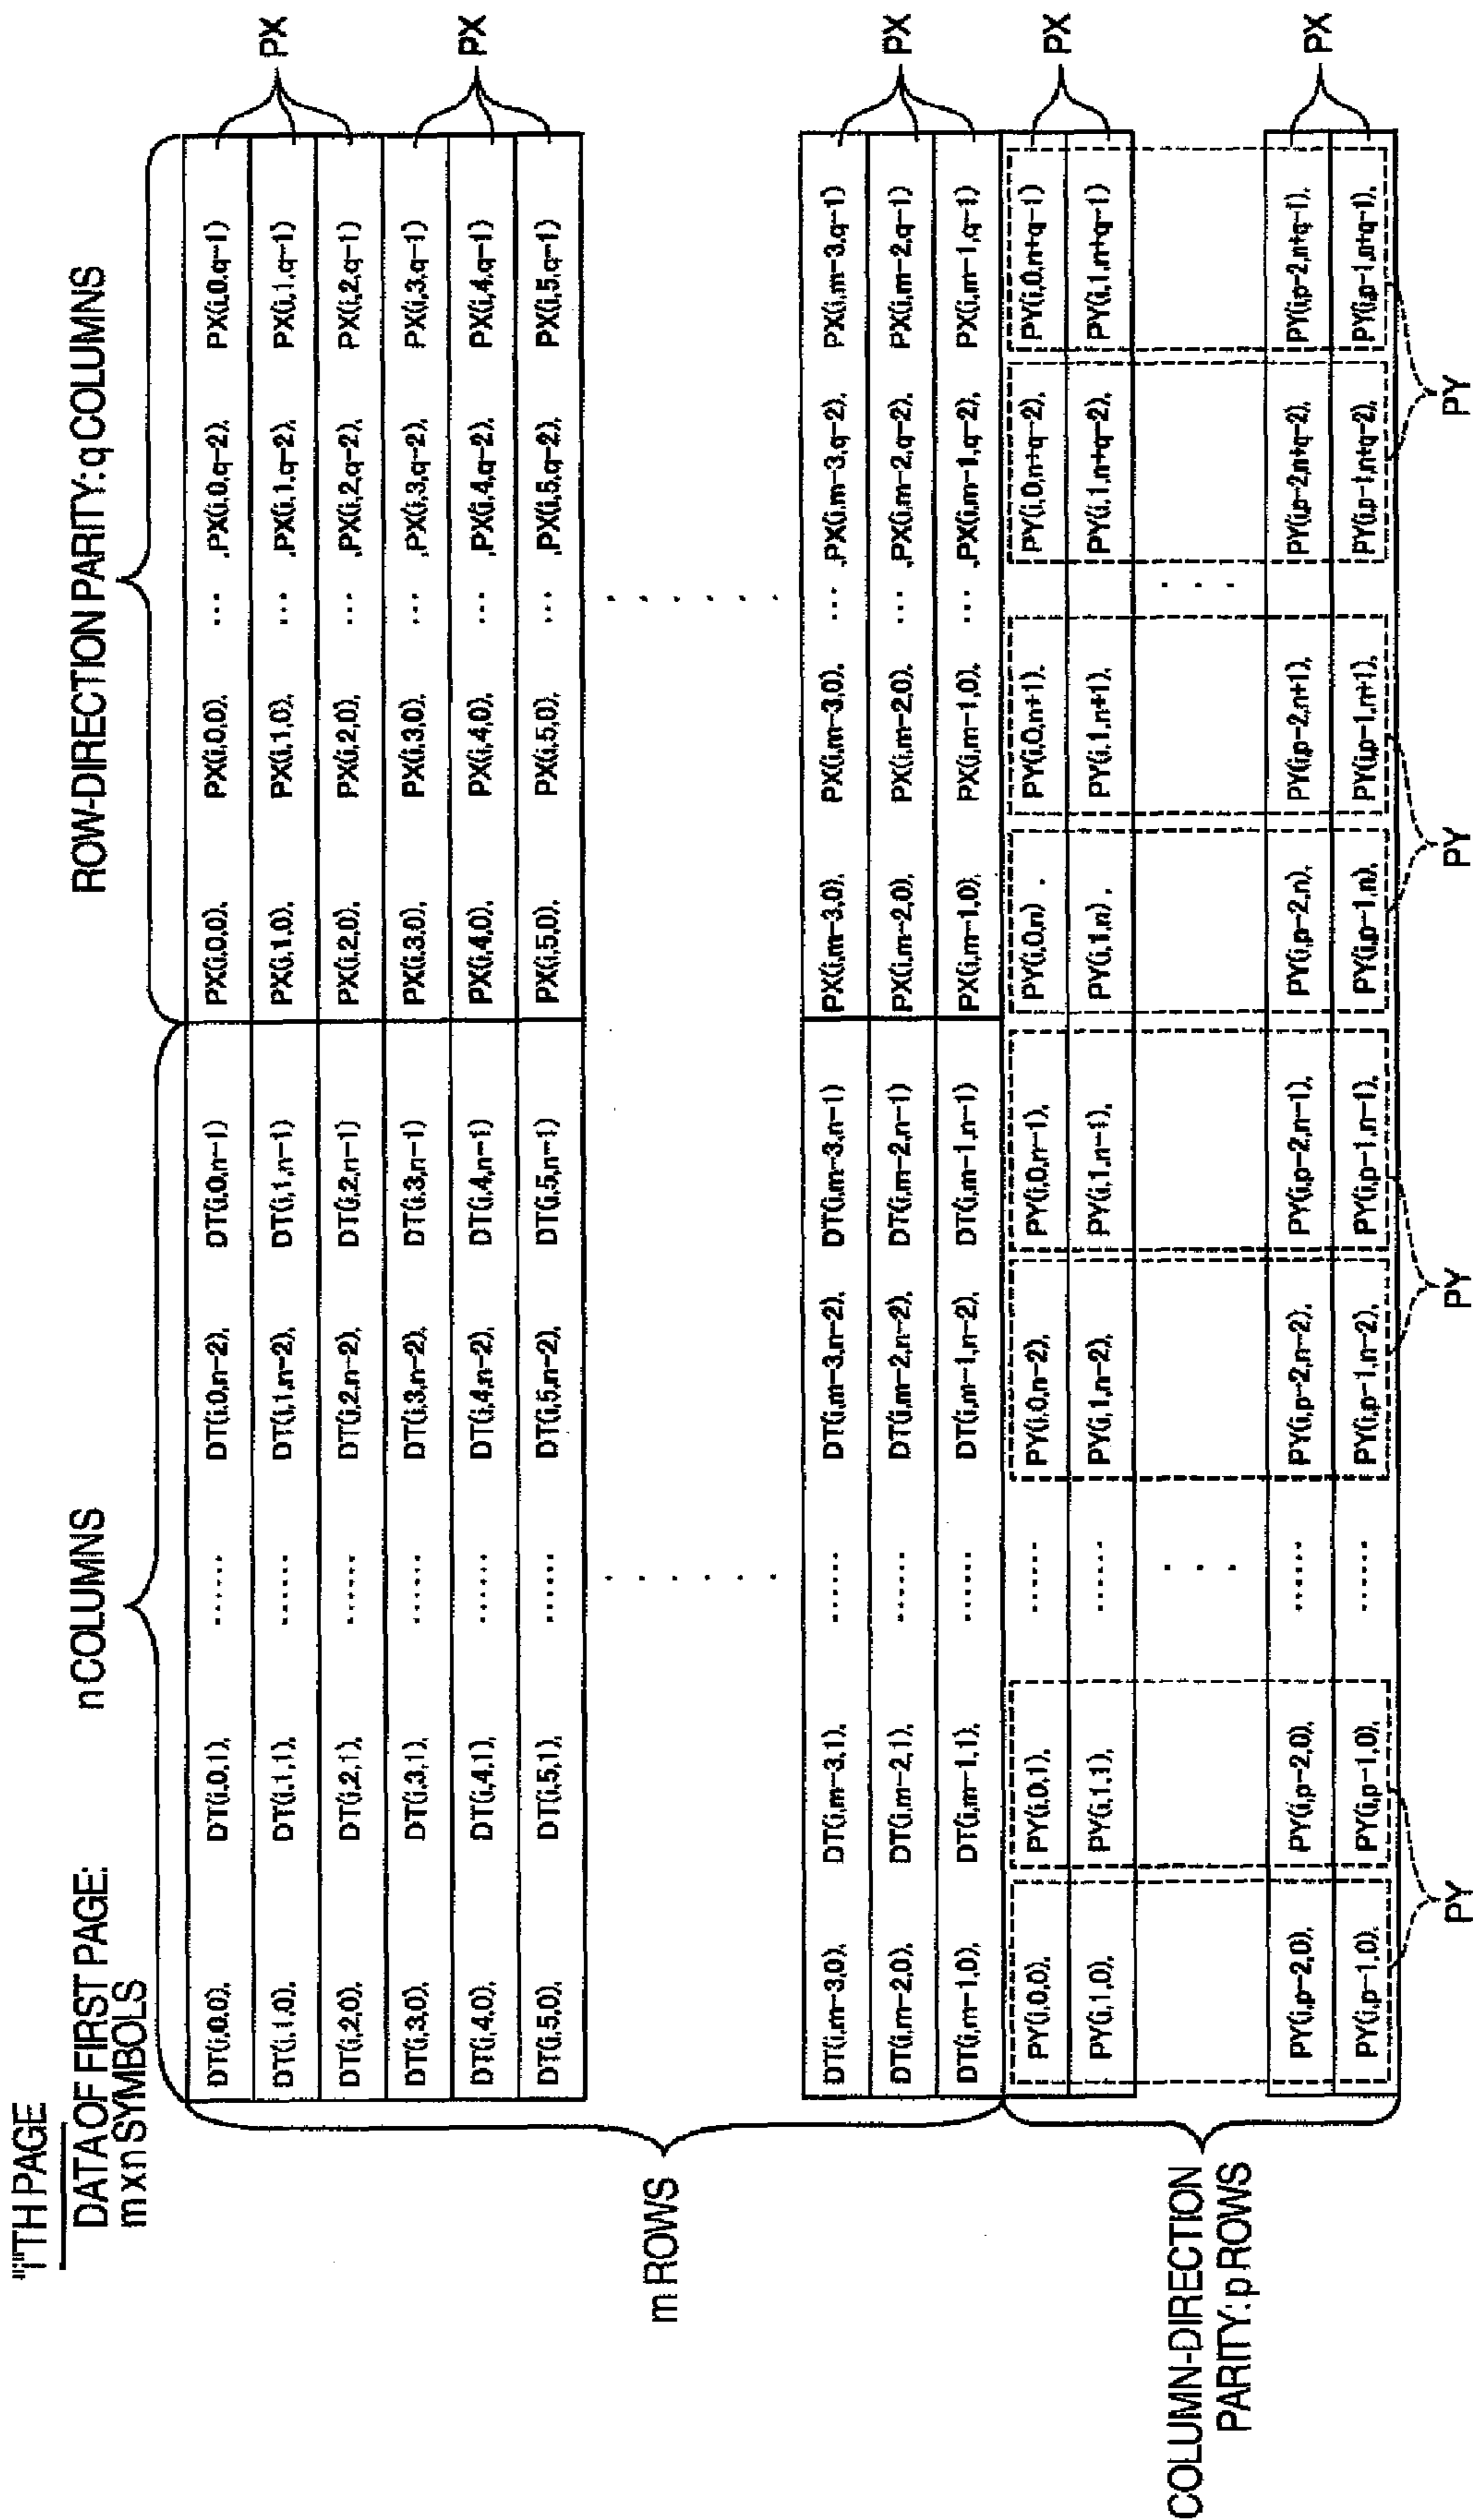 "i"TH PAGE
DATA OF FIRST PAGE:
m x n SYMBOLS
n COLUMNS
ROW-DIRECTION PARITY: q COLUMNS
DT(i,0,0), DT(i,0,1), ...... DT(i,0,n-2), DT(i,0,n-1) PX(i,0,0), PX(i,0,0), ... ,PX(i,0,q-2), PX(i,0,q-1)
DT(i,1,0), DT(i,1,1), ...... DT(i,1,n-2), DT(i,1,n-1) PX(i,1,0), PX(i,1,0), ... ,PX(i,1,q-2), PX(i,1,q-1)
PX
DT(i,2,0), DT(i,2,1), ...... DT(i,2,n-2), DT(i,2,n-1) PX(i,2,0), PX(i,2,0), ... ,PX(i,2,q-2), PX(i,2,q-1)
DT(i,3,0), DT(i,3,1), ...... DT(i,3,n-2), DT(i,3,n-1) PX(i,3,0), PX(i,3,0), ... ,PX(i,3,q-2), PX(i,3,q-1)
DT(i,4,0), DT(i,4,1), ...... DT(i,4,n-2), DT(i,4,n-1) PX(i,4,0), PX(i,4,0), ... ,PX(i,4,q-2), PX(i,4,q-1)
PX
DT(i,5,0), DT(i,5,1), ...... DT(i,5,n-2), DT(i,5,n-1) PX(i,5,0), PX(i,5,0), ... ,PX(i,5,q-2), PX(i,5,q-1)
m ROWS
DT(i,m-3,0), DT(i,m-3,1), ...... DT(i,m-3,n-2), DT(i,m-3,n-1) PX(i,m-3,0), PX(i,m-3,0), ... ,PX(i,m-3,q-2), PX(i,m-3,q-1)
DT(i,m-2,0), DT(i,m-2,1), ...... DT(i,m-2,n-2), DT(i,m-2,n-1) PX(i,m-2,0), PX(i,m-2,0), ... ,PX(i,m-2,q-2), PX(i,m-2,q-1)
PX
DT(i,m-1,0), DT(i,m-1,1), ...... DT(i,m-1,n-2), DT(i,m-1,n-1) PX(i,m-1,0), PX(i,m-1,0), ... ,PX(i,m-1,q-2), PX(i,m-1,q-1)
PY(i,0,0), PY(i,0,1), ..... PY(i,0,n-2), PY(i,0,n-1), PY(i,0,n) . PY(i,0,n+1), PY(i,0,n+q-2), PY(i,0,n+q-1)
PX
PY(i,1,0), PY(i,1,1), ..... PY(i,1,n-2), PY(i,1,n-1), PY(i,1,n) , PY(i,1,n+1), PY(i,1,n+q-2), PY(i,1,n+q-1)
COLUMN-DIRECTION
PARITY: p ROWS
PY(i,p-2,0), PY(i,p-2,0), ..... PY(i,p-2,n-2), PY(i,p-2,n-1), PY(i,p-2,n), PY(i,p-2,n+1), PY(i,p-2,n+q-2), PY(i,p-2,n+q-1),
PX
PY(i,p-1,0), PY(i,p-1,0), ..... PY(i,p-1,n-2), PY(i,p-1,n-1), PY(i,p-1,n), PY(i,p-1,n+1), PY(i,p-1,n+q-2), PY(i,p-1,n+q-1),
PY PY PY PY